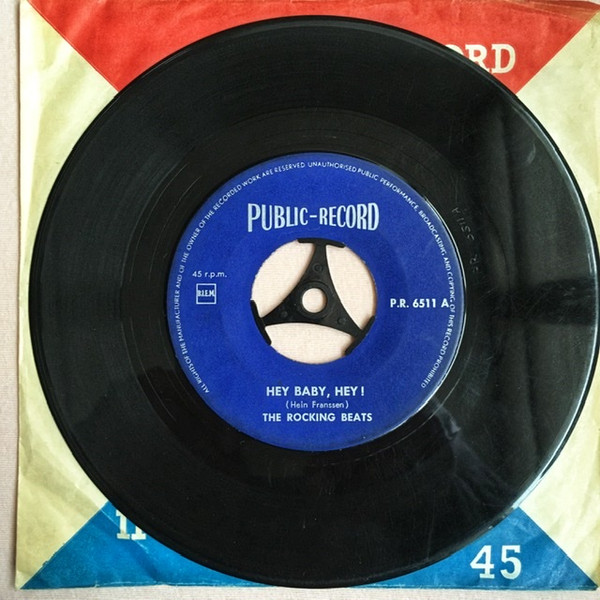 ORD
ALL RIGHTS OF THE MANUFACTURER AND OF THE OWNER OF THE RECORDED WORK ARE RESERVED. UNAUTHORISED PUBLIC PERFORMANCE, BROADCASTING, AND COPYING OF THIS RECORD PROHIBITED
PUBLIC-RECORD
45 r.p.m.
B.I.E.M.
P.R. 6511 A
HEY BABY, HEY !
(Hein Franssen)
THE ROCKING BEATS
45